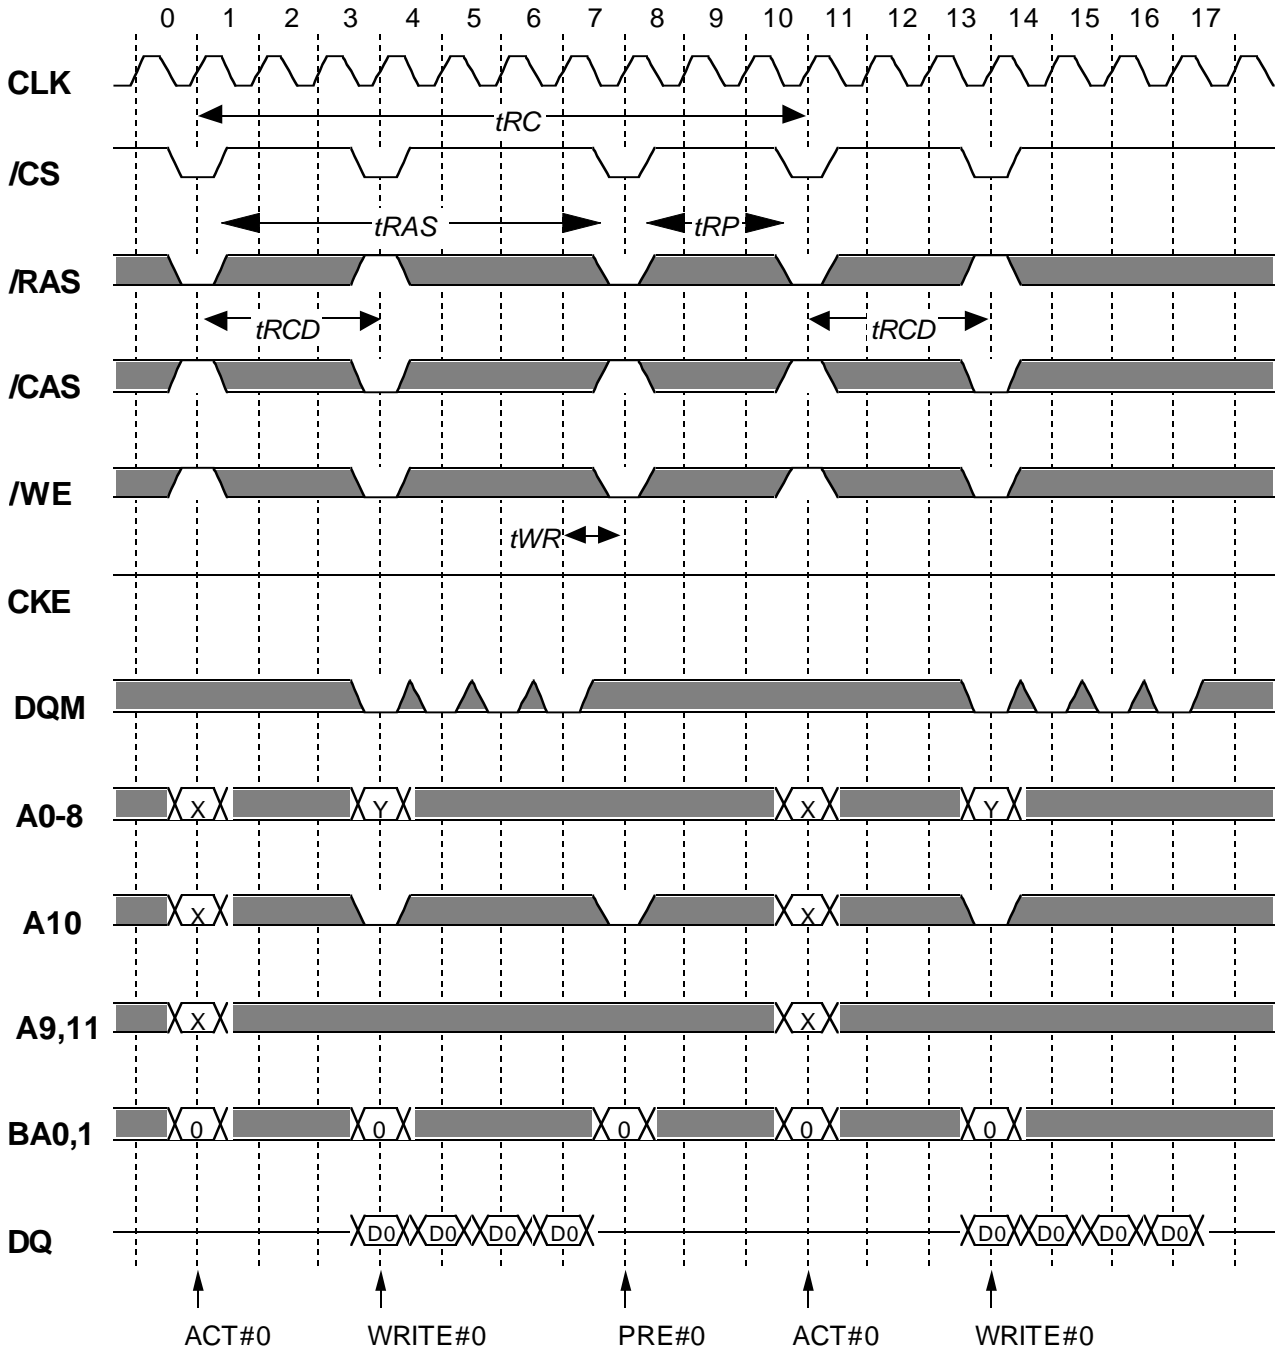 0 1 2 3 4 5 6 7 8 9 10 11 12 13 14 15 16 17
CLK
tRC
/CS
tRAS tRP
/RAS
tRCD tRCD
/CAS
/WE
tWR
CKE
DQM
A0-8 X Y X Y
A10 X X
A9,11 X X
BA0,1 0 0 0 0 0
DQ D0 D0 D0 D0 D0 D0 D0 D0
ACT#0 WRITE#0 PRE#0 ACT#0 WRITE#0